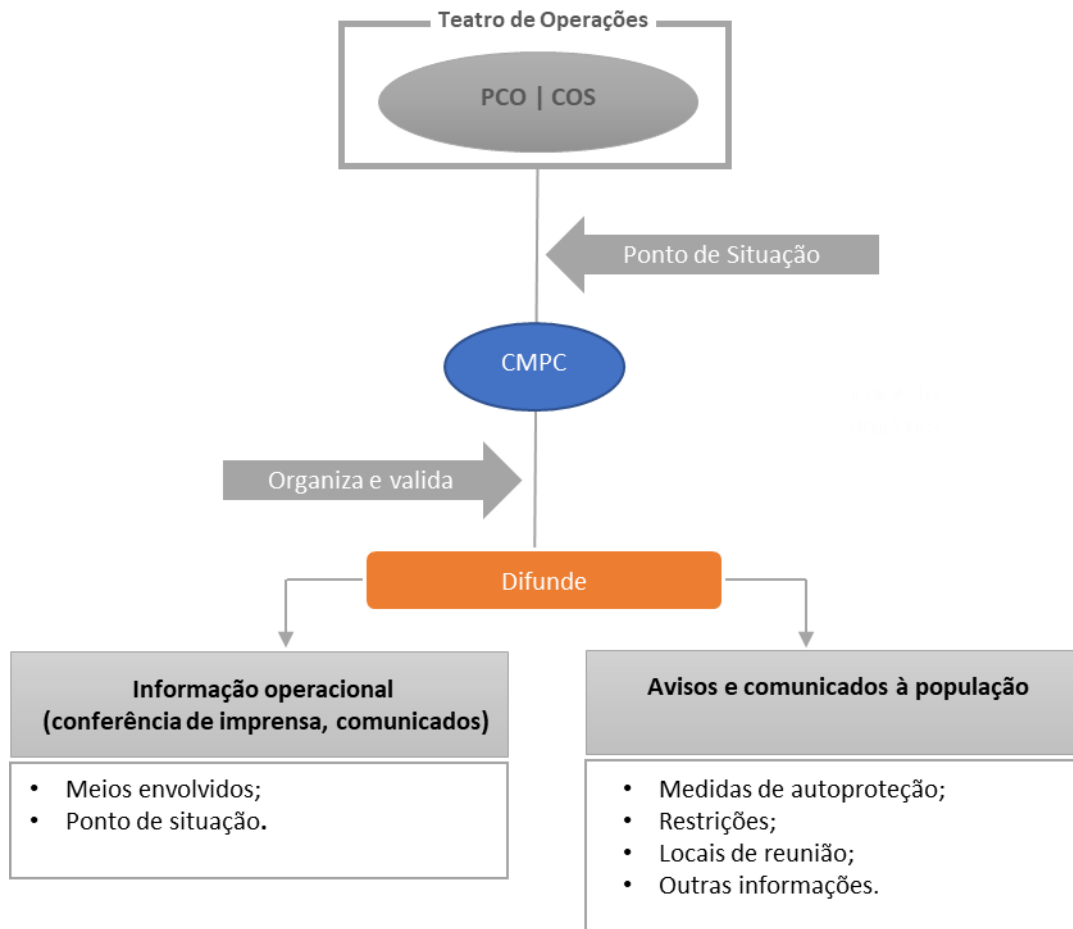 Teatro de Operações
PCO | COS
Ponto de Situação
CMPC
Organiza e valida
Difunde
Informação operacional
(conferência de imprensa, comunicados)
• Meios envolvidos;
• Ponto de situação.
Avisos e comunicados à população
• Medidas de autoproteção;
• Restrições;
• Locais de reunião;
• Outras informações.